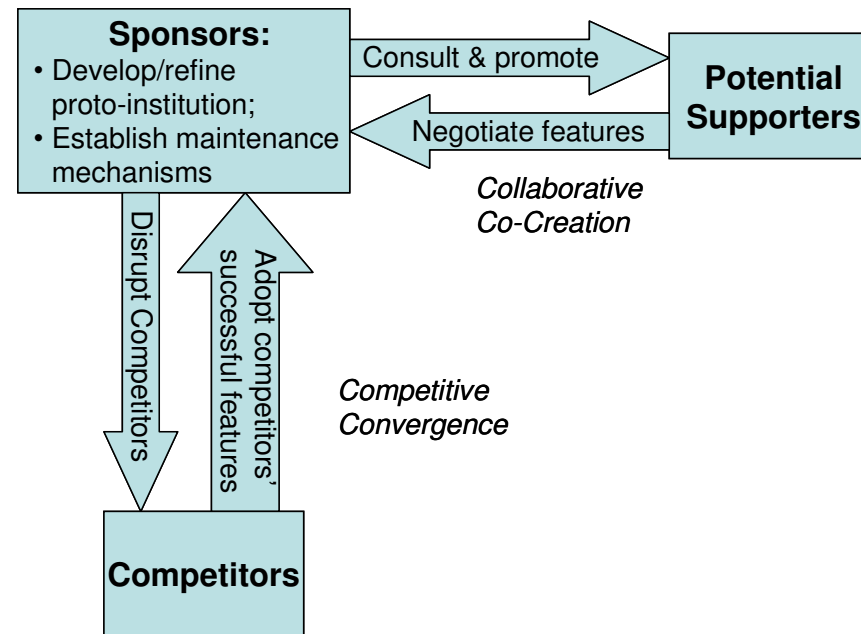 Sponsors:
• Develop/refine
proto-institution;
• Establish maintenance
mechanisms
Consult & promote
Potential
Supporters
Negotiate features
Collaborative
Co-Creation
Disrupt Competitors
Adopt competitors’
successful features
Competitive
Convergence
Competitors